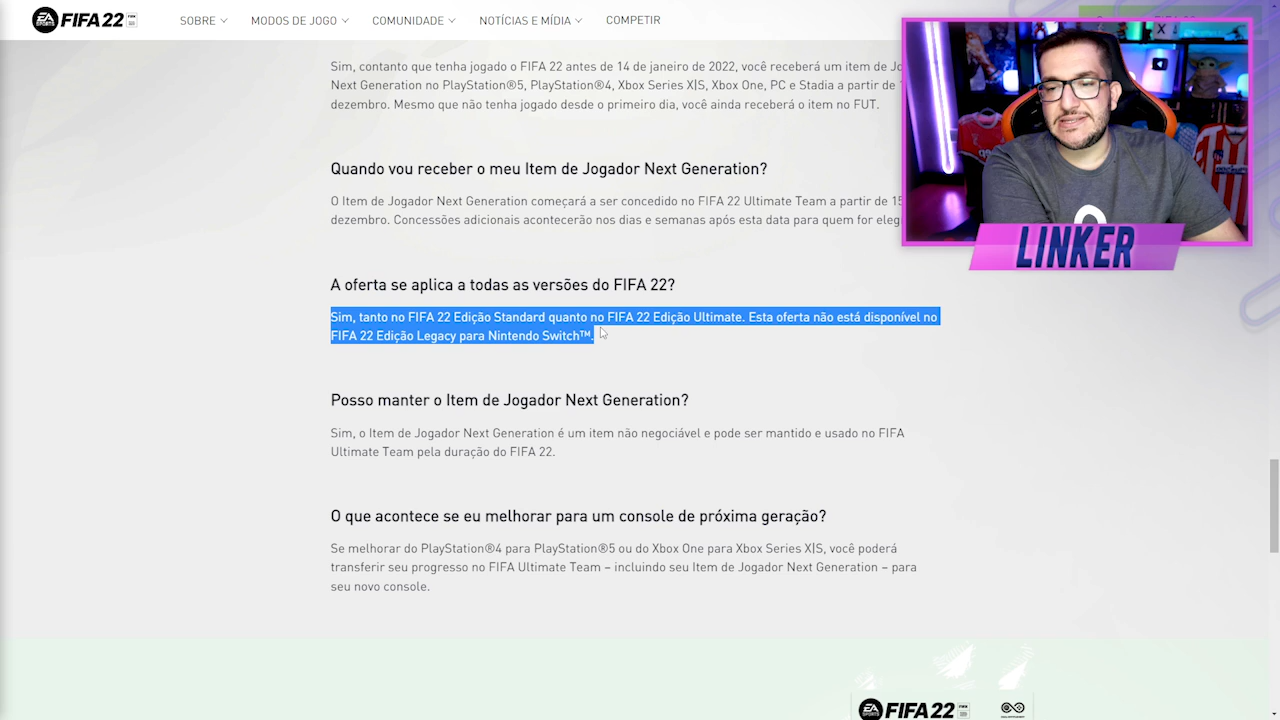 EA SPORTS FIFA 22
SOBRE MODOS DE JOGO COMUNIDADE NOTÍCIAS E MÍDIA COMPETIR
Sim, contanto que tenha jogado o FIFA 22 antes de 14 de janeiro de 2022, você receberá um item de
Next Generation no PlayStation®5, PlayStation®4, Xbox Series X|S, Xbox One, PC e Stadia a partir de
dezembro. Mesmo que não tenha jogado desde o primeiro dia, você ainda receberá o item no FUT.
Quando vou receber o meu Item de Jogador Next Generation?
O Item de Jogador Next Generation começará a ser concedido no FIFA 22 Ultimate Team a partir de 15
dezembro. Concessões adicionais acontecerão nos dias e semanas após esta data para quem for
LINKER
A oferta se aplica a todas as versões do FIFA 22?
Sim, tanto no FIFA 22 Edição Standard quanto no FIFA 22 Edição Ultimate. Esta oferta não está disponível no
FIFA 22 Edição Legacy para Nintendo Switch™.
Posso manter o Item de Jogador Next Generation?
Sim, o Item de Jogador Next Generation é um item não negociável e pode ser mantido e usado no FIFA
Ultimate Team pela duração do FIFA 22.
O que acontece se eu melhorar para um console de próxima geração?
Se melhorar do PlayStation®4 para PlayStation®5 ou do Xbox One para Xbox Series X|S, você poderá
transferir seu progresso no FIFA Ultimate Team – incluindo seu Item de Jogador Next Generation – para
seu novo console.
EA SPORTS FIFA 22